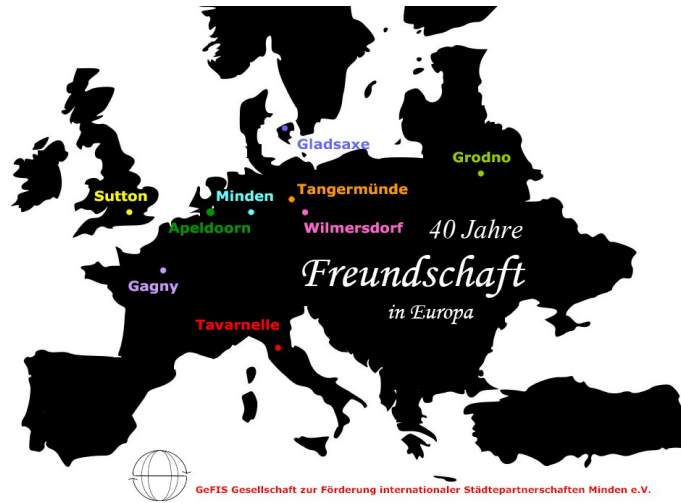 Gladsaxe
Grodno
Sutton
Minden
Tangermünde
Apeldoorn
Wilmersdorf
40 Jahre
Freundschaft
in Europa
Gagny
Tavarnelle
GeFIS Gesellschaft zur Förderung internationaler Städtepartnerschaften Minden e.V.